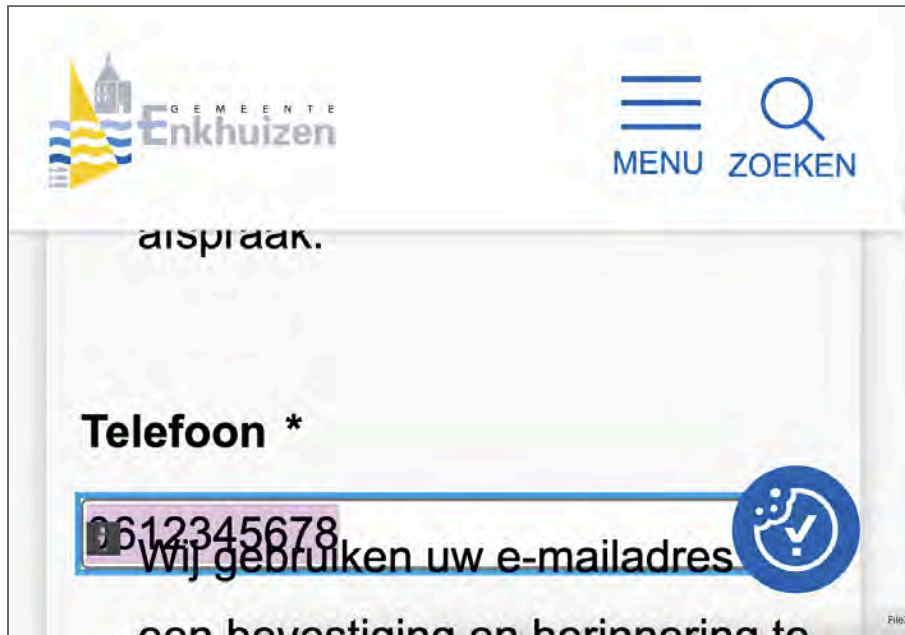 GEMEENTE
Enkhuizen
MENU ZOEKEN
afspraak.
Telefoon *
0612345678
Wij gebruiken uw e-mailadres
een bevestiging en herinnering te